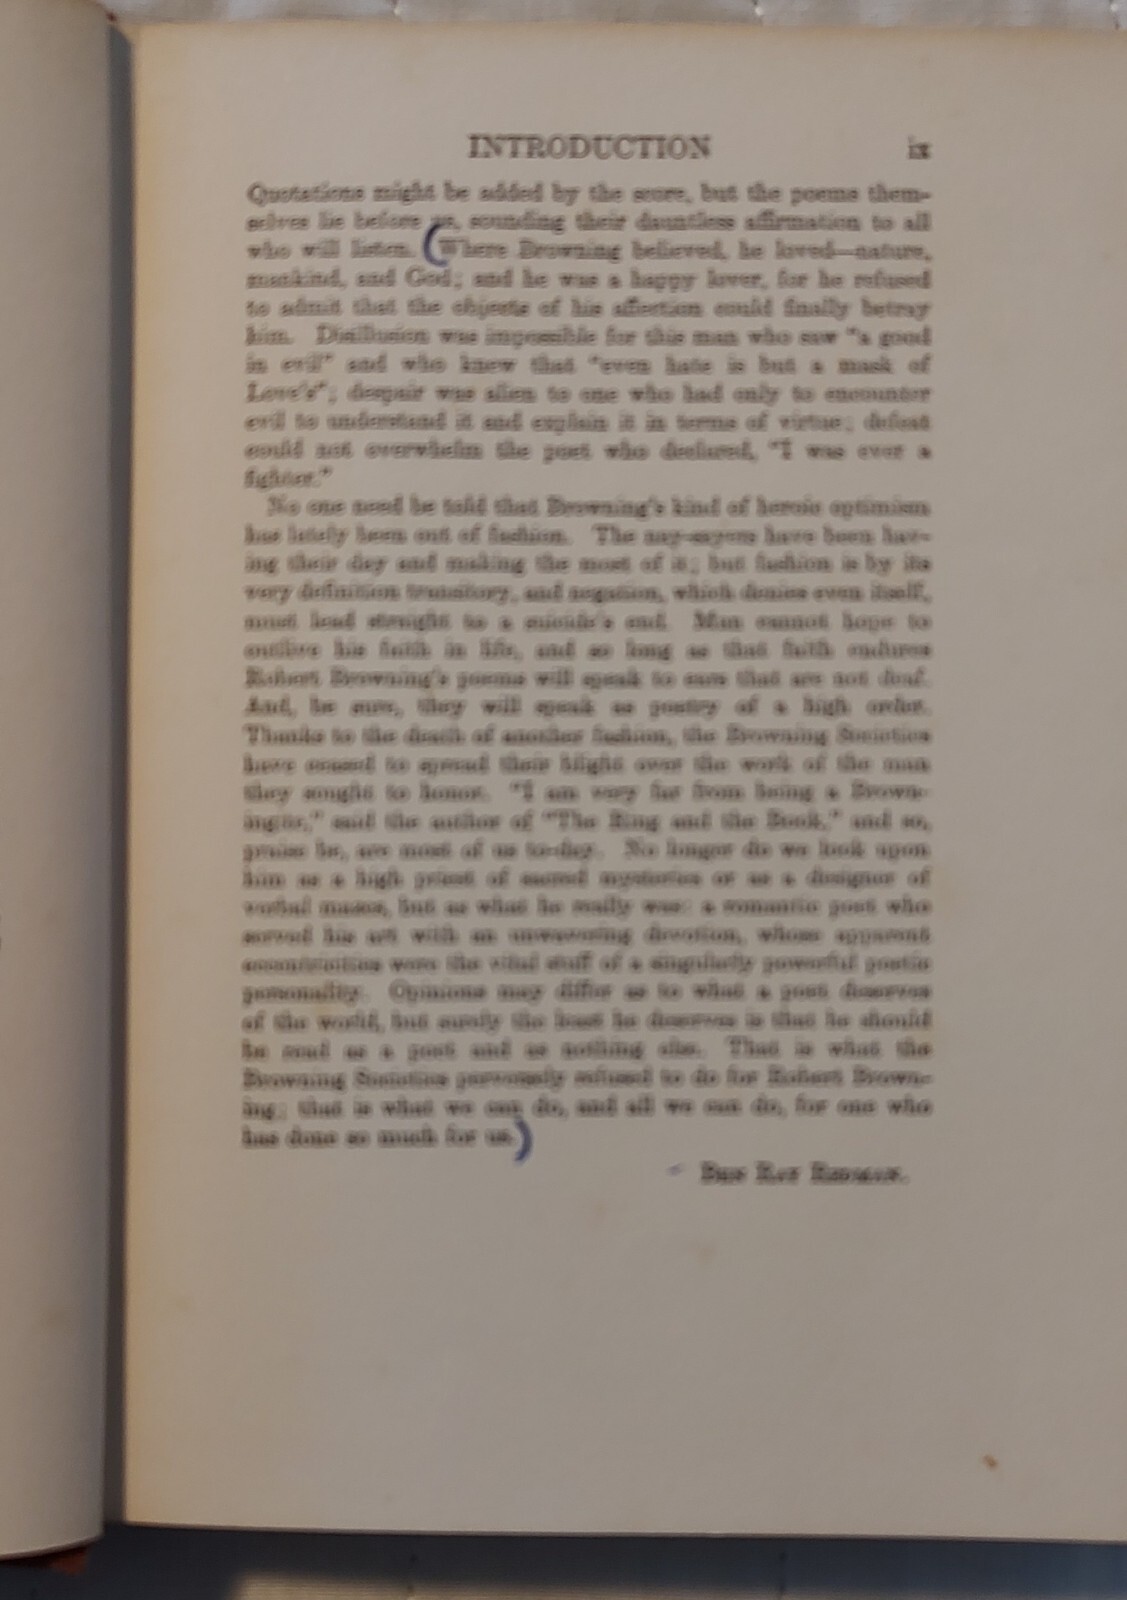 INTRODUCTION ix
Quotations might be added by the score, but the poems them-
selves lie before us, sounding their dauntless affirmation to all
who will listen. (Where Browning believed, he loved—nature,
mankind, and God; and he was a happy lover, for he refused
to admit that the objects of his affection could finally betray
him. Disillusion was impossible for this man who saw "a good
in evil" and who knew that "even hate is but a mask of
Love's"; despair was alien to one who had only to encounter
evil to understand it and explain it in terms of virtue; defeat
could not overwhelm the poet who declared, "I was ever a
fighter."
No one need be told that Browning's kind of heroic optimism
has lately been out of fashion. The nay-sayers have been hav-
ing their day and making the most of it; but fashion is by its
very definition transitory, and negation, which denies even itself,
must lead straight to a suicide's end. Man cannot hope to
outlive his faith in life, and so long as that faith endures
Robert Browning's poems will speak to ears that are not deaf.
And, be sure, they will speak as poetry of a high order.
Thanks to the death of another fashion, the Browning Societies
have ceased to spread their blight over the work of the man
they sought to honor. "I am very far from being a Brown-
ingite," said the author of "The Ring and the Book," and so,
praise be, are most of us to-day. No longer do we look upon
him as a high priest of sacred mysteries or as a designer of
verbal mazes, but as what he really was: a romantic poet who
served his art with an unwavering devotion, whose apparent
eccentricities were the vital stuff of a singularly powerful poetic
personality. Opinions may differ as to what a poet deserves
of the world, but surely the least he deserves is that he should
be read as a poet and as nothing else. That is what the
Browning Societies perversely refused to do for Robert Brown-
ing; that is what we can do, and all we can do, for one who
has done so much for us.)
BEN RAY REDMAN.